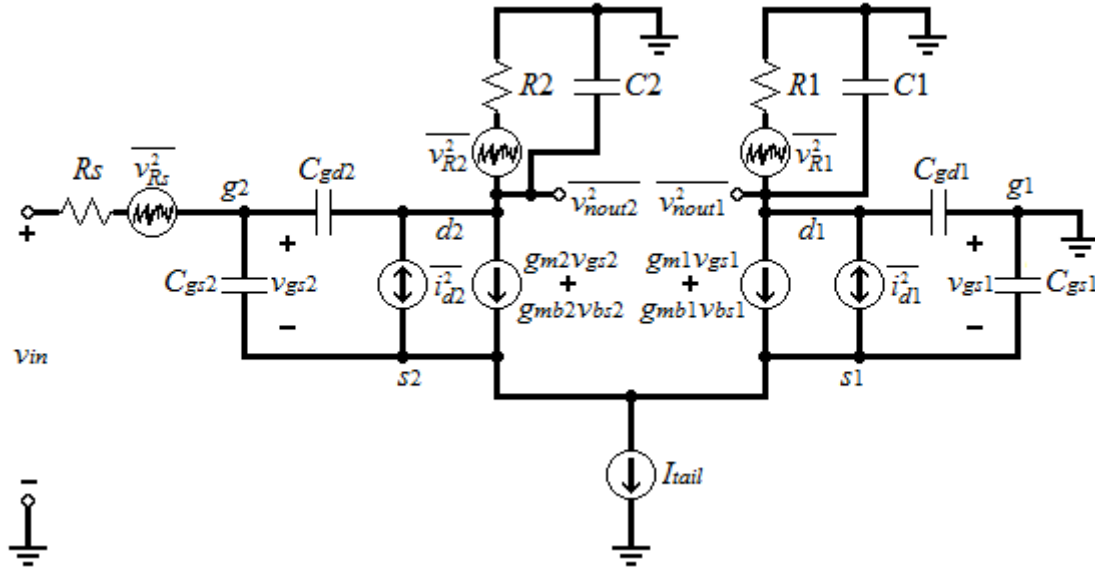 R2 C2 R1 C1
Rs v²Rs v²R2 Cgd2 v²R1 Cgd1
g2 v²nout2 v²nout1 g1
+ d2 d1
Cgs2 + vgs2 - i²d2 gm2vgs2 + gmb2vbs2 gm1vgs1 + gmb1vbs1 i²d1 + vgs1 - Cgs1
vin s2 s1
Itail
-